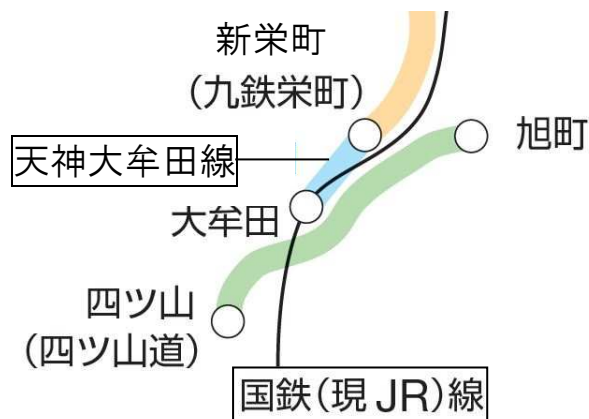 新栄町
(九鉄栄町)
旭町
天神大牟田線
大牟田
四ツ山
(四ツ山道)
国鉄(現JR)線